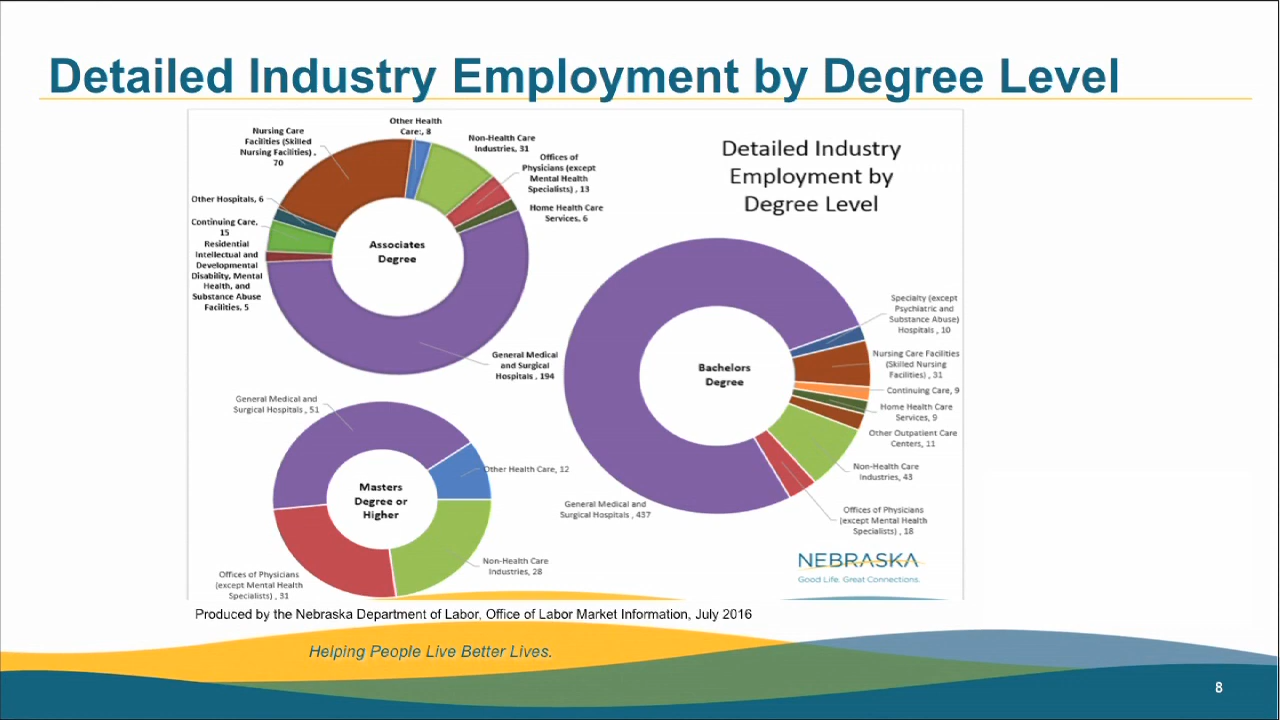 Detailed Industry Employment by Degree Level
Detailed Industry
Employment by
Degree Level
Other Health
Care:, 8
Nursing Care
Facilities (Skilled
Nursing Facilities) ,
70
Non-Health Care
Industries, 31
Offices of
Physicians (except
Mental Health
Specialists) , 13
Home Health Care
Services, 6
Other Hospitals, 6
Continuing Care,
15
Residential
Intellectual and
Developmental
Disability, Mental
Health, and
Substance Abuse
Facilities, 5
Associates
Degree
General Medical
and Surgical
Hospitals , 194
Specialty (except
Psychiatric and
Substance Abuse)
Hospitals , 10
Nursing Care Facilities
(Skilled Nursing
Facilities) , 31
Continuing Care, 9
Home Health Care
Services, 9
Other Outpatient Care
Centers, 11
Non-Health Care
Industries, 43
Offices of Physicians
(except Mental Health
Specialists) , 18
Bachelors
Degree
General Medical and
Surgical Hospitals , 437
General Medical and
Surgical Hospitals , 51
Other Health Care, 12
Masters
Degree or
Higher
Non-Health Care
Industries, 28
Offices of Physicians
(except Mental Health
Specialists) , 31
NEBRASKA
Good Life. Great Connections.
Produced by the Nebraska Department of Labor, Office of Labor Market Information, July 2016
Helping People Live Better Lives.
8